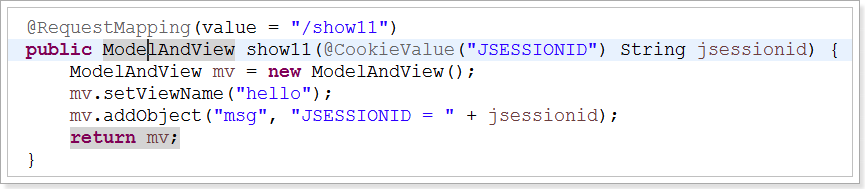 @RequestMapping(value = "/show11")
public ModelAndView show11(@CookieValue("JSESSIONID") String jsessionid) {
    ModelAndView mv = new ModelAndView();
    mv.setViewName("hello");
    mv.addObject("msg", "JSESSIONID = " + jsessionid);
    return mv;
}